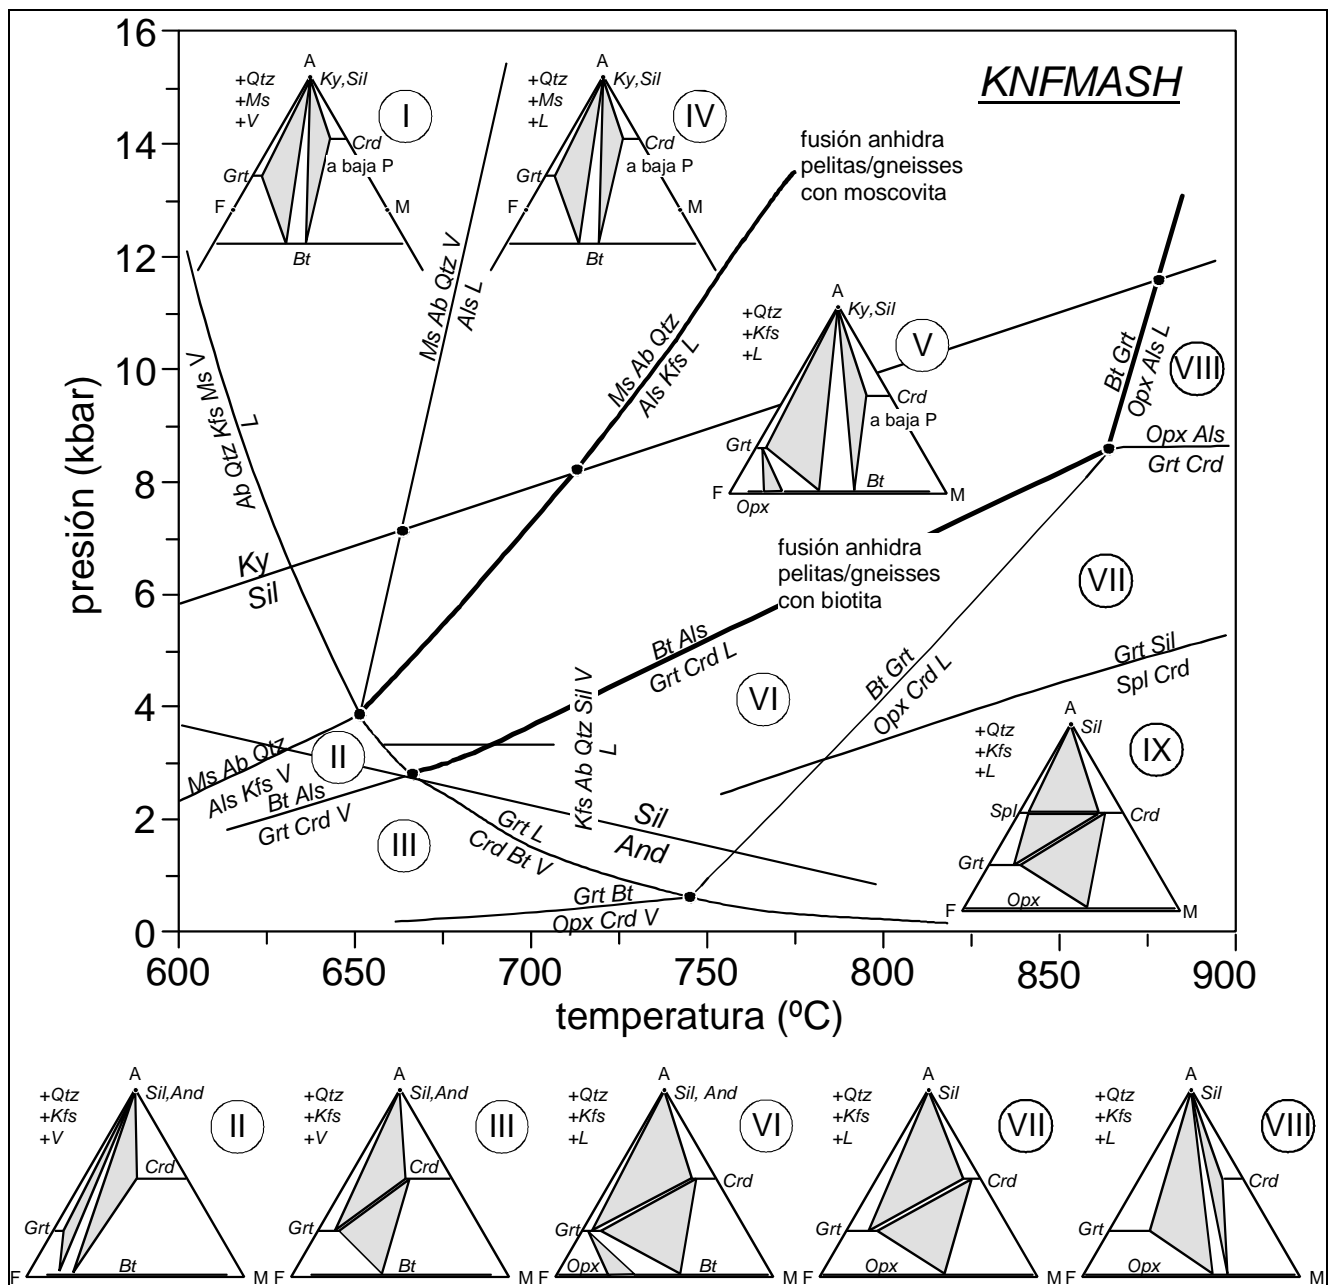 KNFMASH
presión (kbar)
16
14
12
10
8
6
4
2
0
600
650
700
750
800
850
900
temperatura (ºC)
+Qtz
+Ms
+V
A
Ky,Sil
I
Crd
a baja P
Grt
F
M
Bt
+Qtz
+Ms
+L
A
Ky,Sil
IV
Crd
a baja P
Grt
F
M
Bt
fusión anhidra
pelitas/gneisses
con moscovita
Ms Ab Qtz V
Als L
Ab Qtz Kfs Ms V
L
Ms Ab Qtz
Als Kfs L
+Qtz
+Kfs
+L
A
Ky,Sil
V
Crd
a baja P
Grt
F
M
Bt
Opx
Bt Grt
Opx Als L
VIII
Opx Als
Grt Crd
Ky
Sil
fusión anhidra
pelitas/gneisses
con biotita
VII
Bt Als
Grt Crd L
Bt Grt
Opx Crd L
Grt Sil
Spl Crd
VI
Kfs Ab Qtz Sil V
L
Ms Ab Qtz
Als Kfs V
II
Bt Als
Grt Crd V
III
Grt L
Crd Bt V
Sil
And
Grt Bt
Opx Crd V
+Qtz
+Kfs
+L
A
Sil
IX
Spl
Crd
Grt
Opx
F
M
+Qtz
+Kfs
+V
A
Sil,And
II
Crd
Grt
Bt
F
M
+Qtz
+Kfs
+V
A
Sil,And
III
Crd
Grt
Bt
F
M
+Qtz
+Kfs
+L
A
Sil, And
VI
Crd
Grt
Opx
Bt
F
M
+Qtz
+Kfs
+L
A
Sil
VII
Crd
Grt
Opx
F
M
+Qtz
+Kfs
+L
A
Sil
VIII
Crd
Grt
Opx
F
M